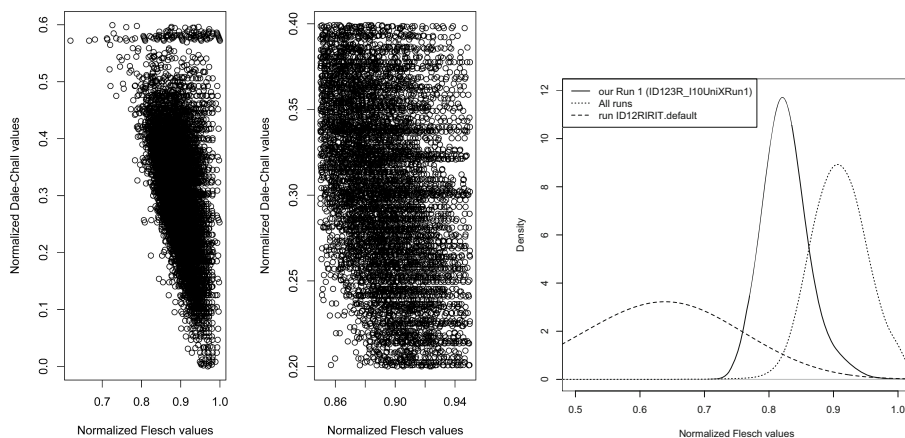 0.6
0.5
0.4
0.3
0.2
0.1
0.0
Normalized Dale-Chall values
0.7 0.8 0.9 1.0
Normalized Flesch values
0.40
0.35
0.30
0.25
0.20
Normalized Dale-Chall values
0.86 0.90 0.94
Normalized Flesch values
our Run 1 (ID123R_I10UniXRun1)
All runs
run ID12RIRIT.default
12
10
8
6
4
2
0
Density
0.5 0.6 0.7 0.8 0.9 1.0
Normalized Flesch values